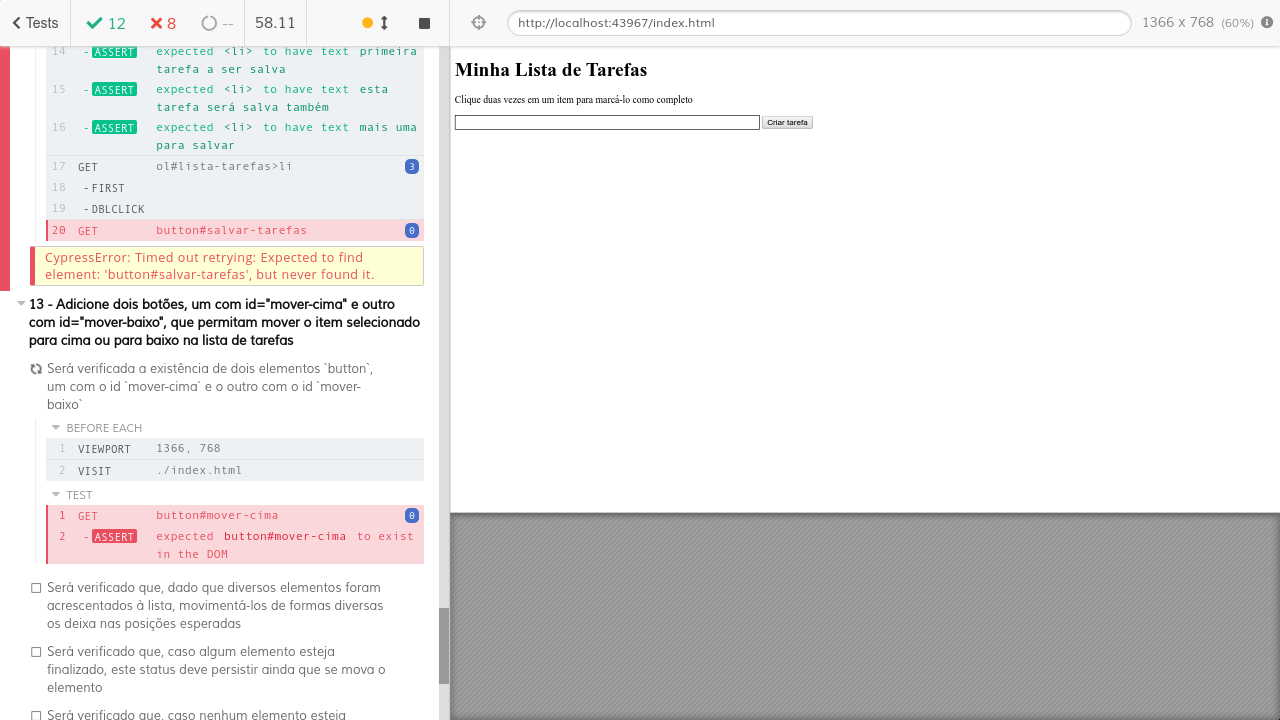 Tests
12
8
--
58.11
http://localhost:43967/index.html
1366 x 768 (60%)
14 - ASSERT expected <li> to have text primeira
tarefa a ser salva
15 - ASSERT expected <li> to have text esta
tarefa será salva também
16 - ASSERT expected <li> to have text mais uma
para salvar
17 GET ol#lista-tarefas>li 3
18 - FIRST
19 - DBLCLICK
20 GET button#salvar-tarefas 0
CypressError: Timed out retrying: Expected to find
element: 'button#salvar-tarefas', but never found it.
13 - Adicione dois botões, um com id="mover-cima" e outro
com id="mover-baixo", que permitam mover o item selecionado
para cima ou para baixo na lista de tarefas
Será verificada a existência de dois elementos `button`,
um com o id `mover-cima` e o outro com o id `mover-
baixo`
BEFORE EACH
1 VIEWPORT 1366, 768
2 VISIT ./index.html
TEST
1 GET button#mover-cima 0
2 - ASSERT expected button#mover-cima to exist
in the DOM
Será verificado que, dado que diversos elementos foram
acrescentados à lista, movimentá-los de formas diversas
os deixa nas posições esperadas
Será verificado que, caso algum elemento esteja
finalizado, este status deve persistir ainda que se mova o
elemento
Será verificado que, caso nenhum elemento esteja
Minha Lista de Tarefas
Clique duas vezes em um item para marcá-lo como completo
Criar tarefa